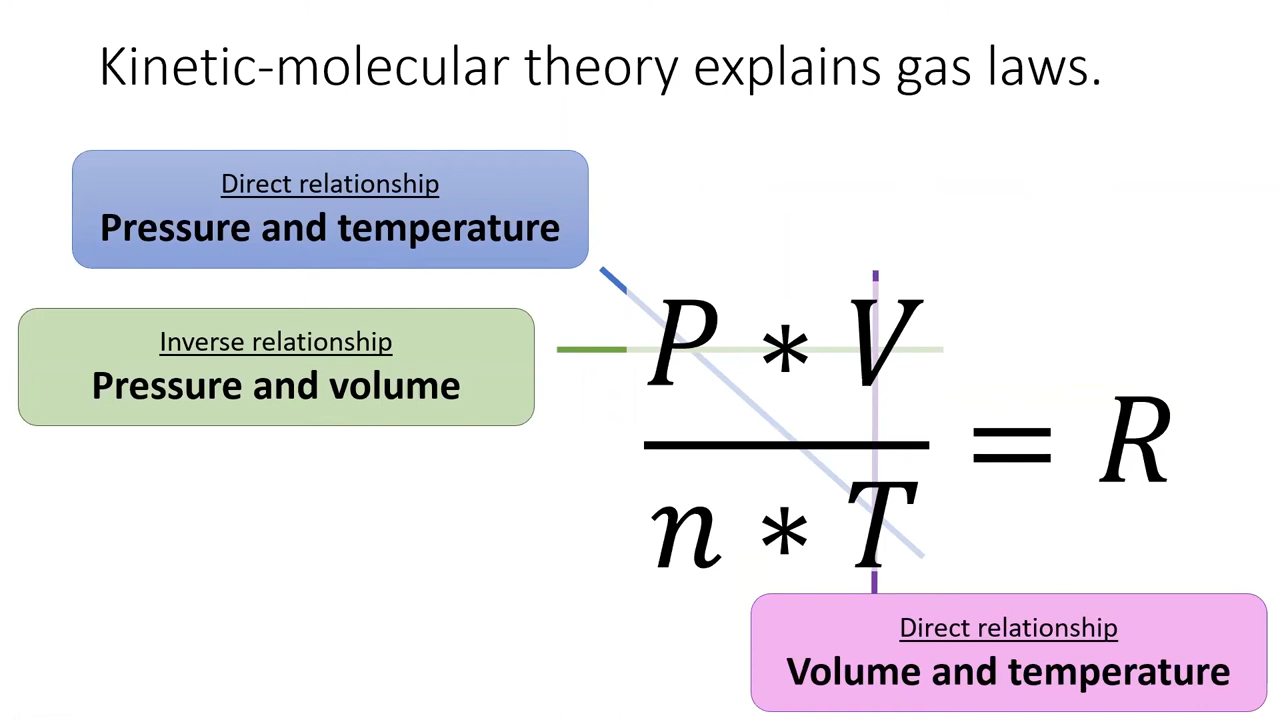 Kinetic-molecular theory explains gas laws.
Direct relationship
Pressure and temperature
Inverse relationship
Pressure and volume
P * V
= R
n * T
Direct relationship
Volume and temperature